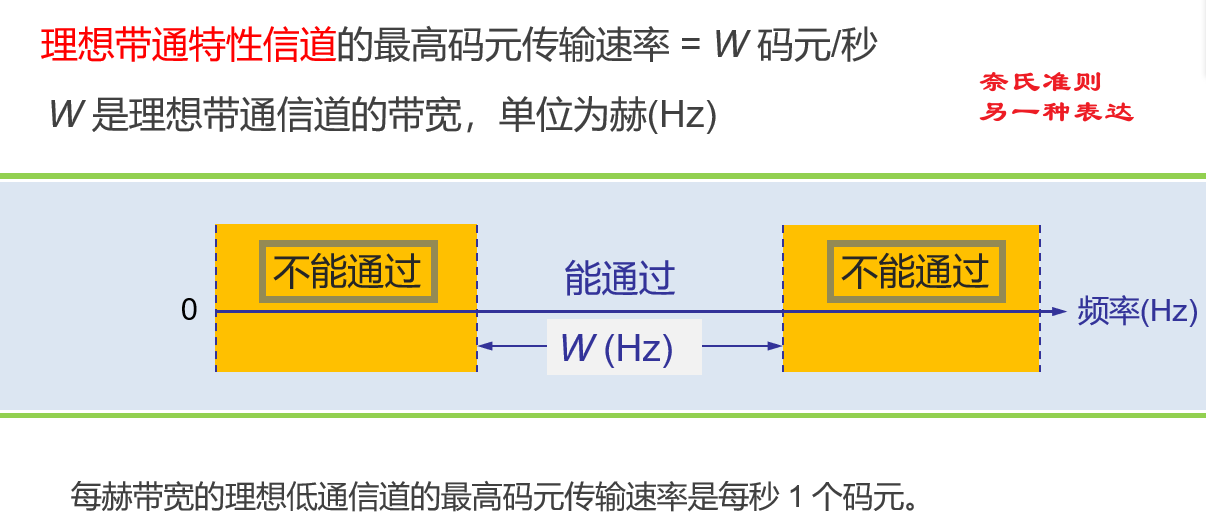 理想带通特性信道的最高码元传输速率 = W 码元/秒
W 是理想带通信道的带宽，单位为赫(Hz)
奈氏准则
另一种表达
不能通过
能通过
不能通过
0
频率(Hz)
W (Hz)
每赫带宽的理想低通信道的最高码元传输速率是每秒 1 个码元。